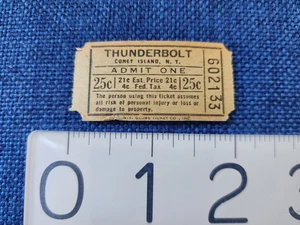 THUNDERBOLT
CONEY ISLAND, N. Y.
ADMIT ONE
25c 21c Est. Price 21c 25c
4c Fed. Tax 4c
The person using this ticket assumes
all risk of personal injury or loss or
damage to property.
602133
0 1 2 3